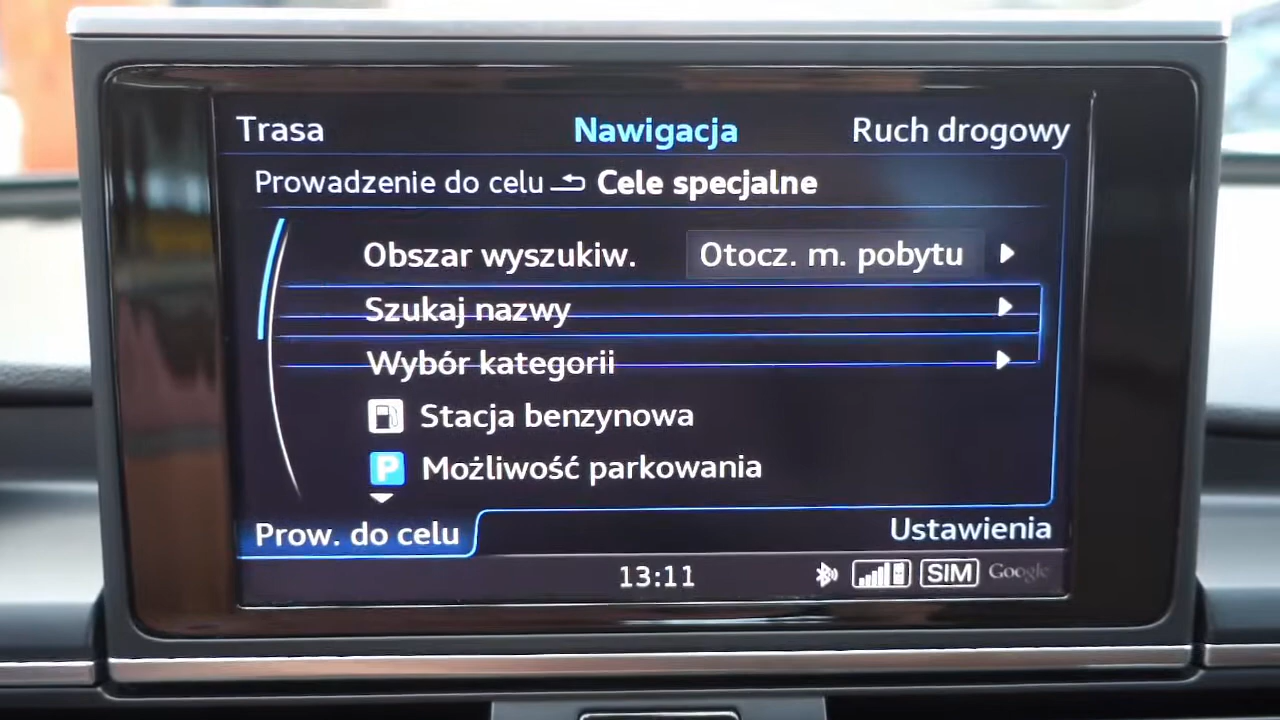 Trasa Nawigacja Ruch drogowy
Prowadzenie do celu Cele specjalne
Obszar wyszukiw. Otocz. m. pobytu
Szukaj nazwy
Wybór kategorii
Stacja benzynowa
P Możliwość parkowania
Prow. do celu Ustawienia
13:11 SIM Google